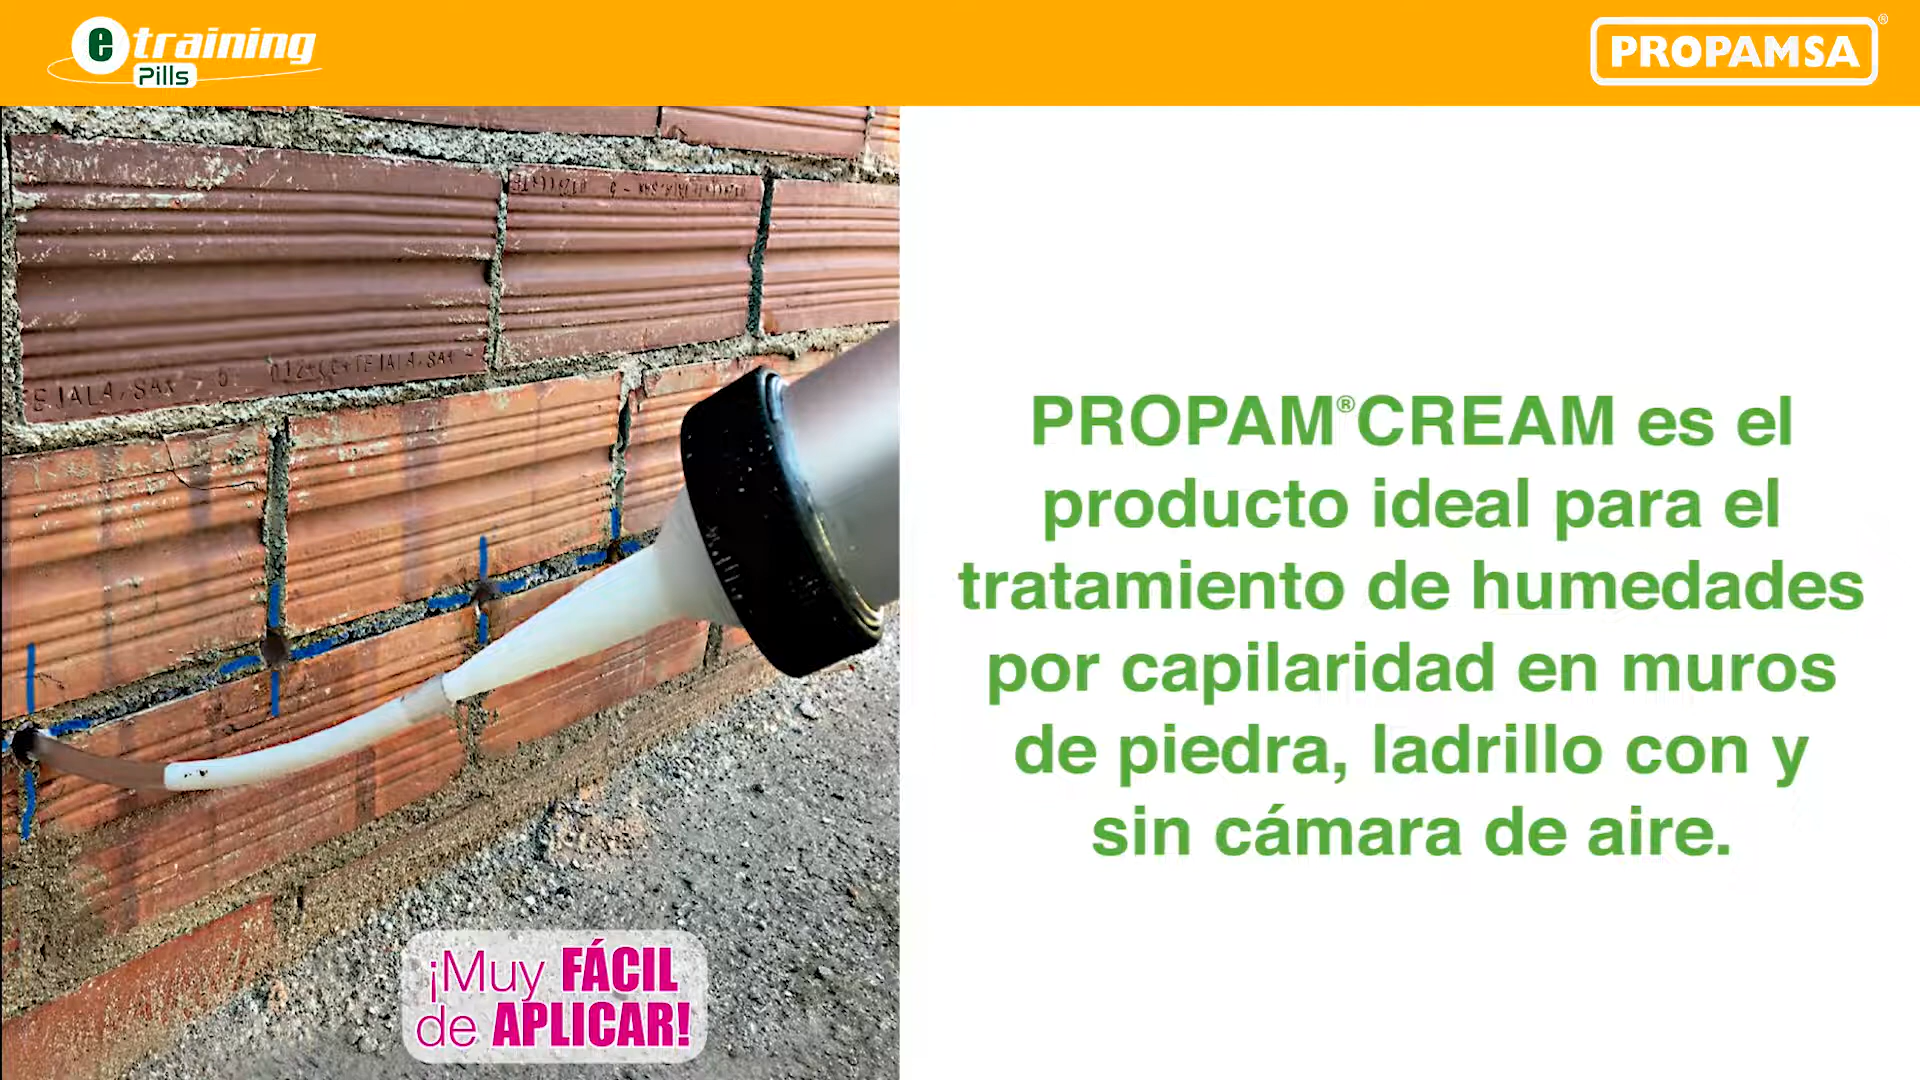 e training
Pills
PROPAMSA®
PROPAM®CREAM es el
producto ideal para el
tratamiento de humedades
por capilaridad en muros
de piedra, ladrillo con y
sin cámara de aire.
¡Muy FÁCIL
de APLICAR!